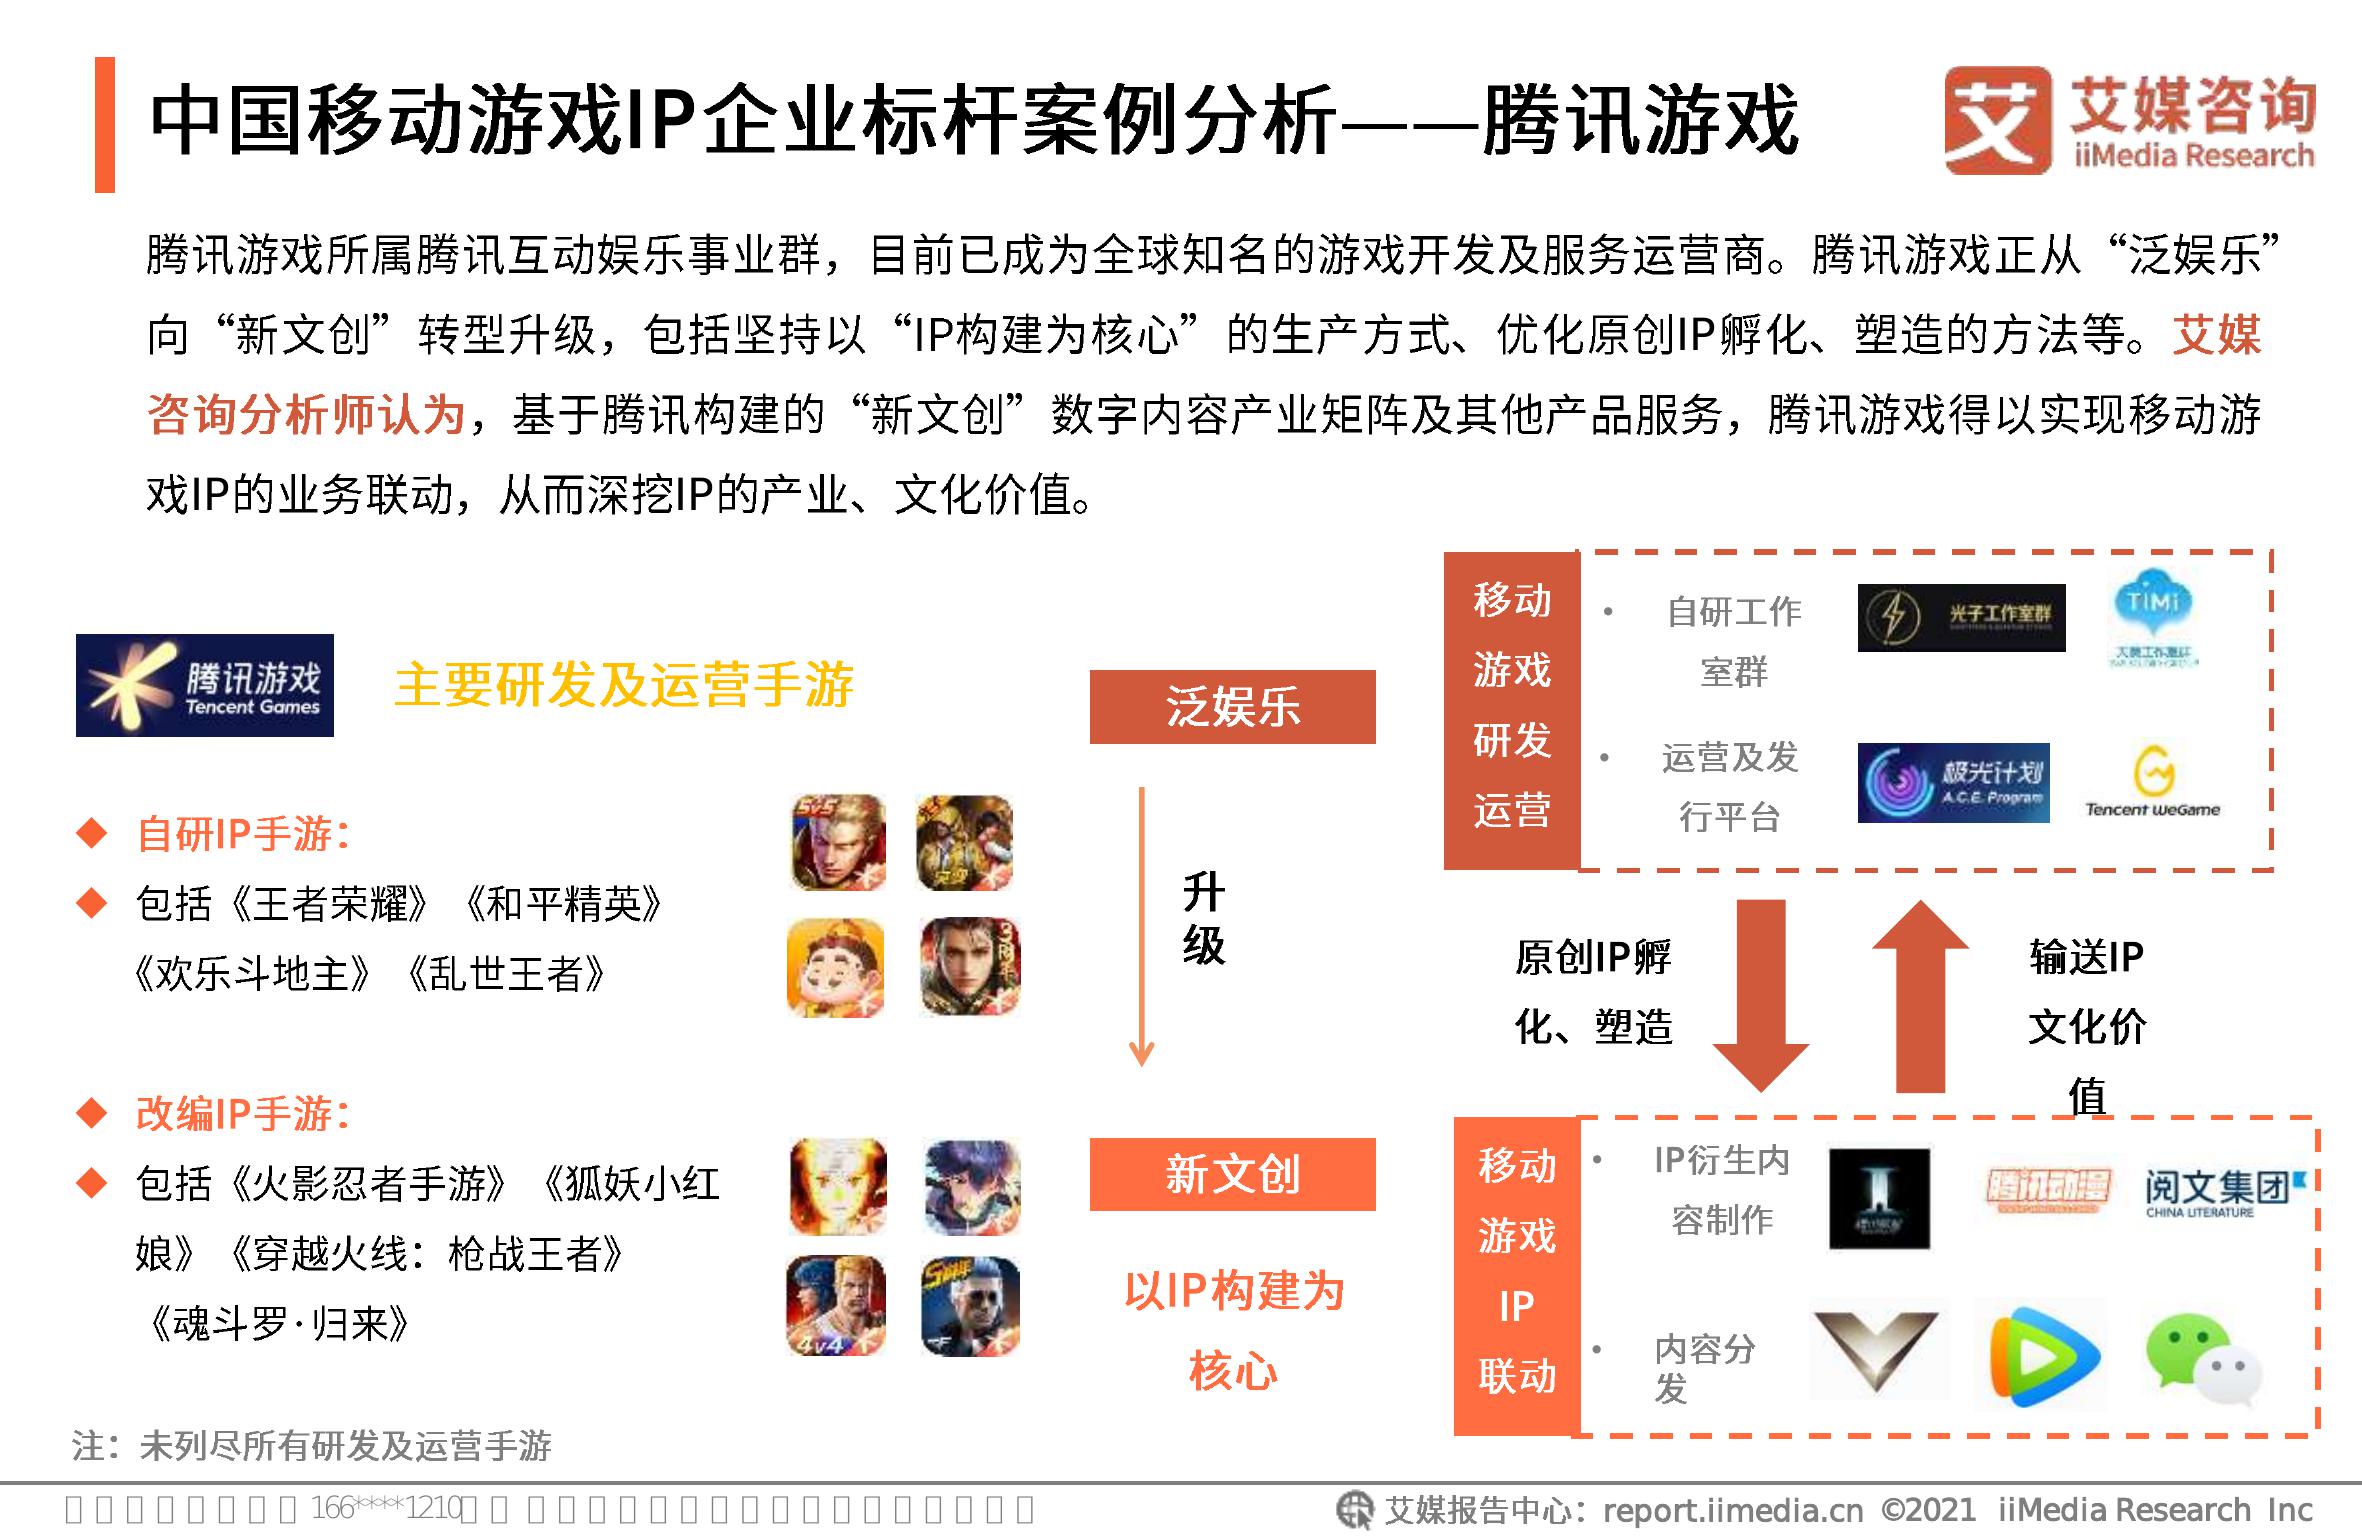 中国移动游戏IP企业标杆案例分析——腾讯游戏
艾媒咨询
iiMedia Research
腾讯游戏所属腾讯互动娱乐事业群，目前已成为全球知名的游戏开发及服务运营商。腾讯游戏正从“泛娱乐”
向“新文创”转型升级，包括坚持以“IP构建为核心”的生产方式、优化原创IP孵化、塑造的方法等。艾媒
咨询分析师认为，基于腾讯构建的“新文创”数字内容产业矩阵及其他产品服务，腾讯游戏得以实现移动游
戏IP的业务联动，从而深挖IP的产业、文化价值。
腾讯游戏
Tencent Games
主要研发及运营手游
自研IP手游：
包括《王者荣耀》《和平精英》
《欢乐斗地主》《乱世王者》
改编IP手游：
包括《火影忍者手游》《狐妖小红
娘》《穿越火线：枪战王者》
《魂斗罗·归来》
5v5
4v4
注：未列尽所有研发及运营手游
泛娱乐
升
级
新文创
以IP构建为
核心
移动
游戏
研发
运营
自研工作
室群
光子工作室群
TiMi
天美工作室群
运营及发
行平台
极光计划
A.C.E. Program
Tencent WeGame
原创IP孵
化、塑造
输送IP
文化价
值
移动
游戏
IP
联动
IP衍生内
容制作
腾讯动漫
阅文集团
CHINA LITERATURE
内容分
发
166****1210
艾媒报告中心：report.iimedia.cn ©2021 iiMedia Research Inc